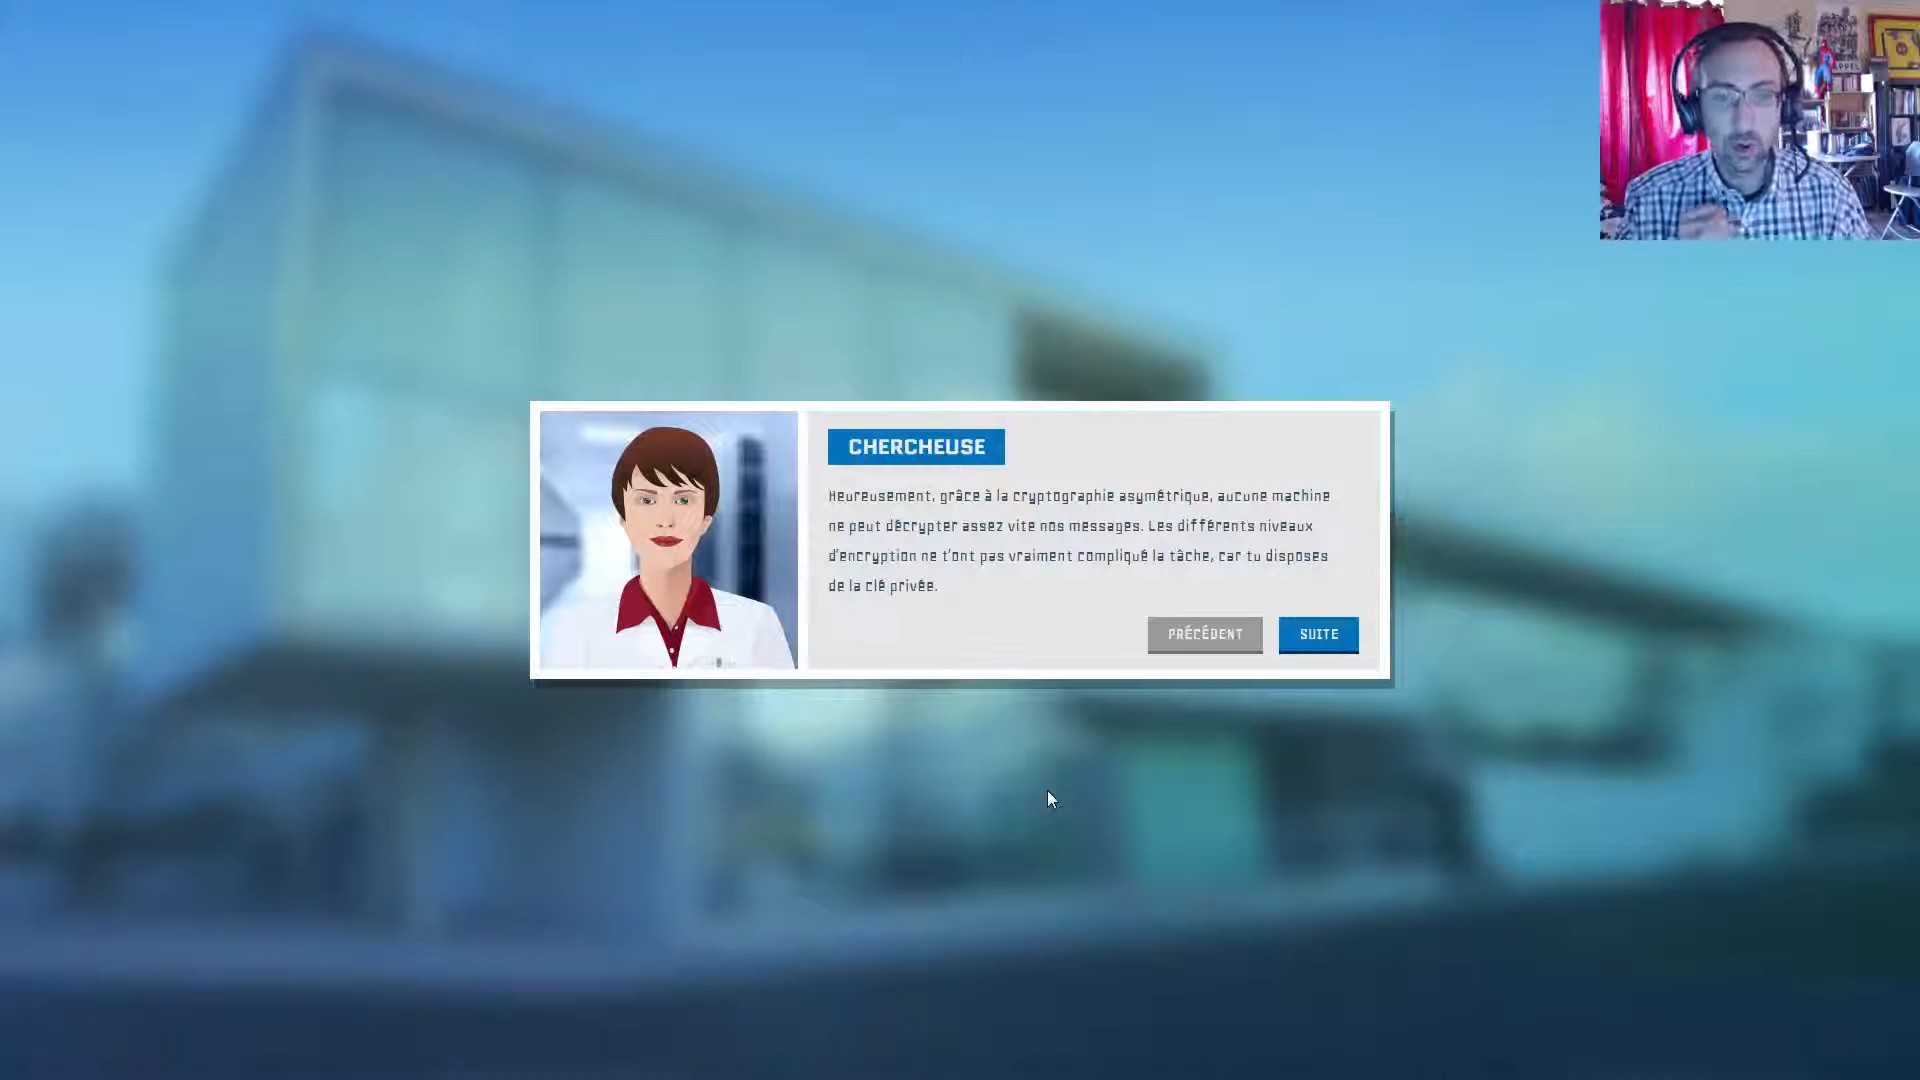 CHERCHEUSE
Heureusement, grâce à la cryptographie asymétrique, aucune machine
ne peut décrypter assez vite nos messages. Les différents niveaux
d'encryption ne t'ont pas vraiment compliqué la tâche, car tu disposes
de la clé privée.
PRÉCÉDENT
SUITE